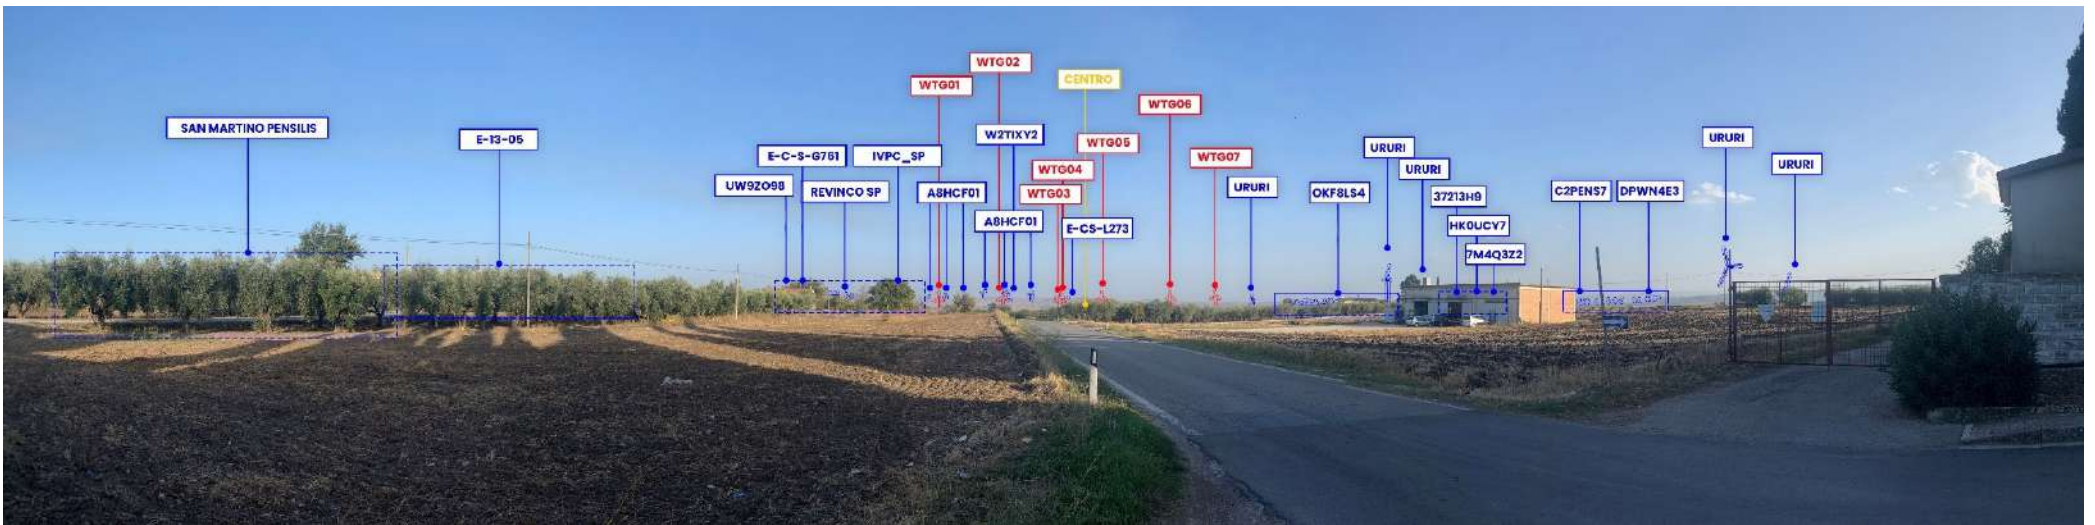 WTG02
WTG01
CENTRO
WTG06
SAN MARTINO PENSILIS
E-13-05
W2TIXY2
WTG05
URURI
URURI
URURI
E-C-S-G761
IVPC_SP
WTG04
WTG07
URURI
UW9ZO98
REVINCO SP
A8HCF01
WTG03
URURI
OKF8LS4
37213H9
C2PENS7
DPWN4E3
A8HCF01
E-CS-L273
HK0UCY7
7M4Q3Z2